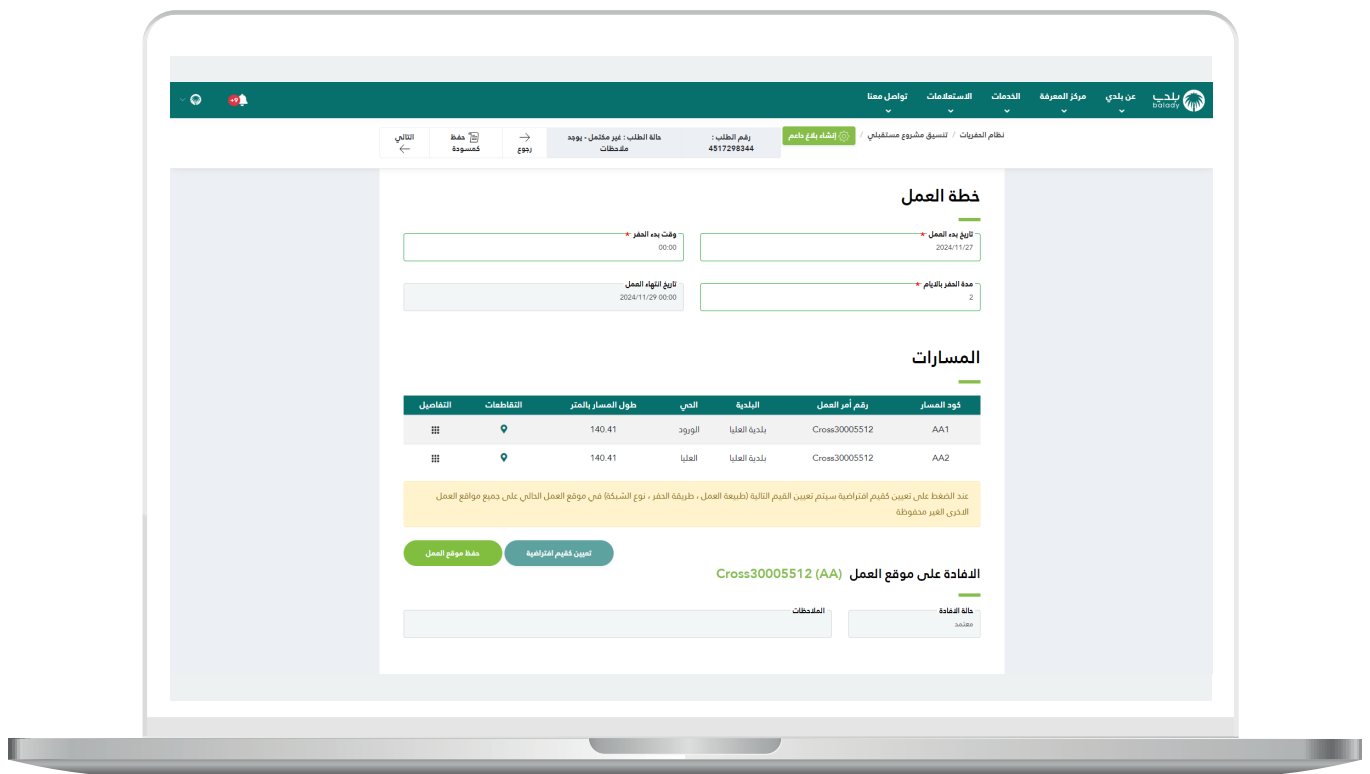 بلدي
balady
عن بلدي
مركز المعرفة
الخدمات
الاستعلامات
تواصل معنا
+9
نظام الحفريات / تنسيق مشروع مستقبلي /
إنشاء بلاغ داعم
رقم الطلب :
4517298344
حالة الطلب : غير مكتمل - يوجد
ملاحظات
رجوع
حفظ
كمسودة
التالي
خطة العمل
تاريخ بدء العمل *
2024/11/27
وقت بدء الحفر *
00:00
مدة الحفر بالايام *
2
تاريخ انتهاء العمل
2024/11/29 00:00
المسارات
كود المسار رقم أمر العمل البلدية الحي طول المسار بالمتر التقاطعات التفاصيل
AA1 Cross30005512 بلدية العليا الورود 140.41
AA2 Cross30005512 بلدية العليا العليا 140.41
عند الضغط على تعيين كقيم افتراضية سيتم تعيين القيم التالية (طبيعة العمل ، طريقة الحفر ، نوع الشبكة) في موقع العمل الحالي على جميع مواقع العمل
الاخرى الغير محفوظة
تعيين كقيم افتراضية
حفظ موقع العمل
الافادة على موقع العمل Cross30005512 (AA)
حالة الافادة
معتمد
الملاحظات